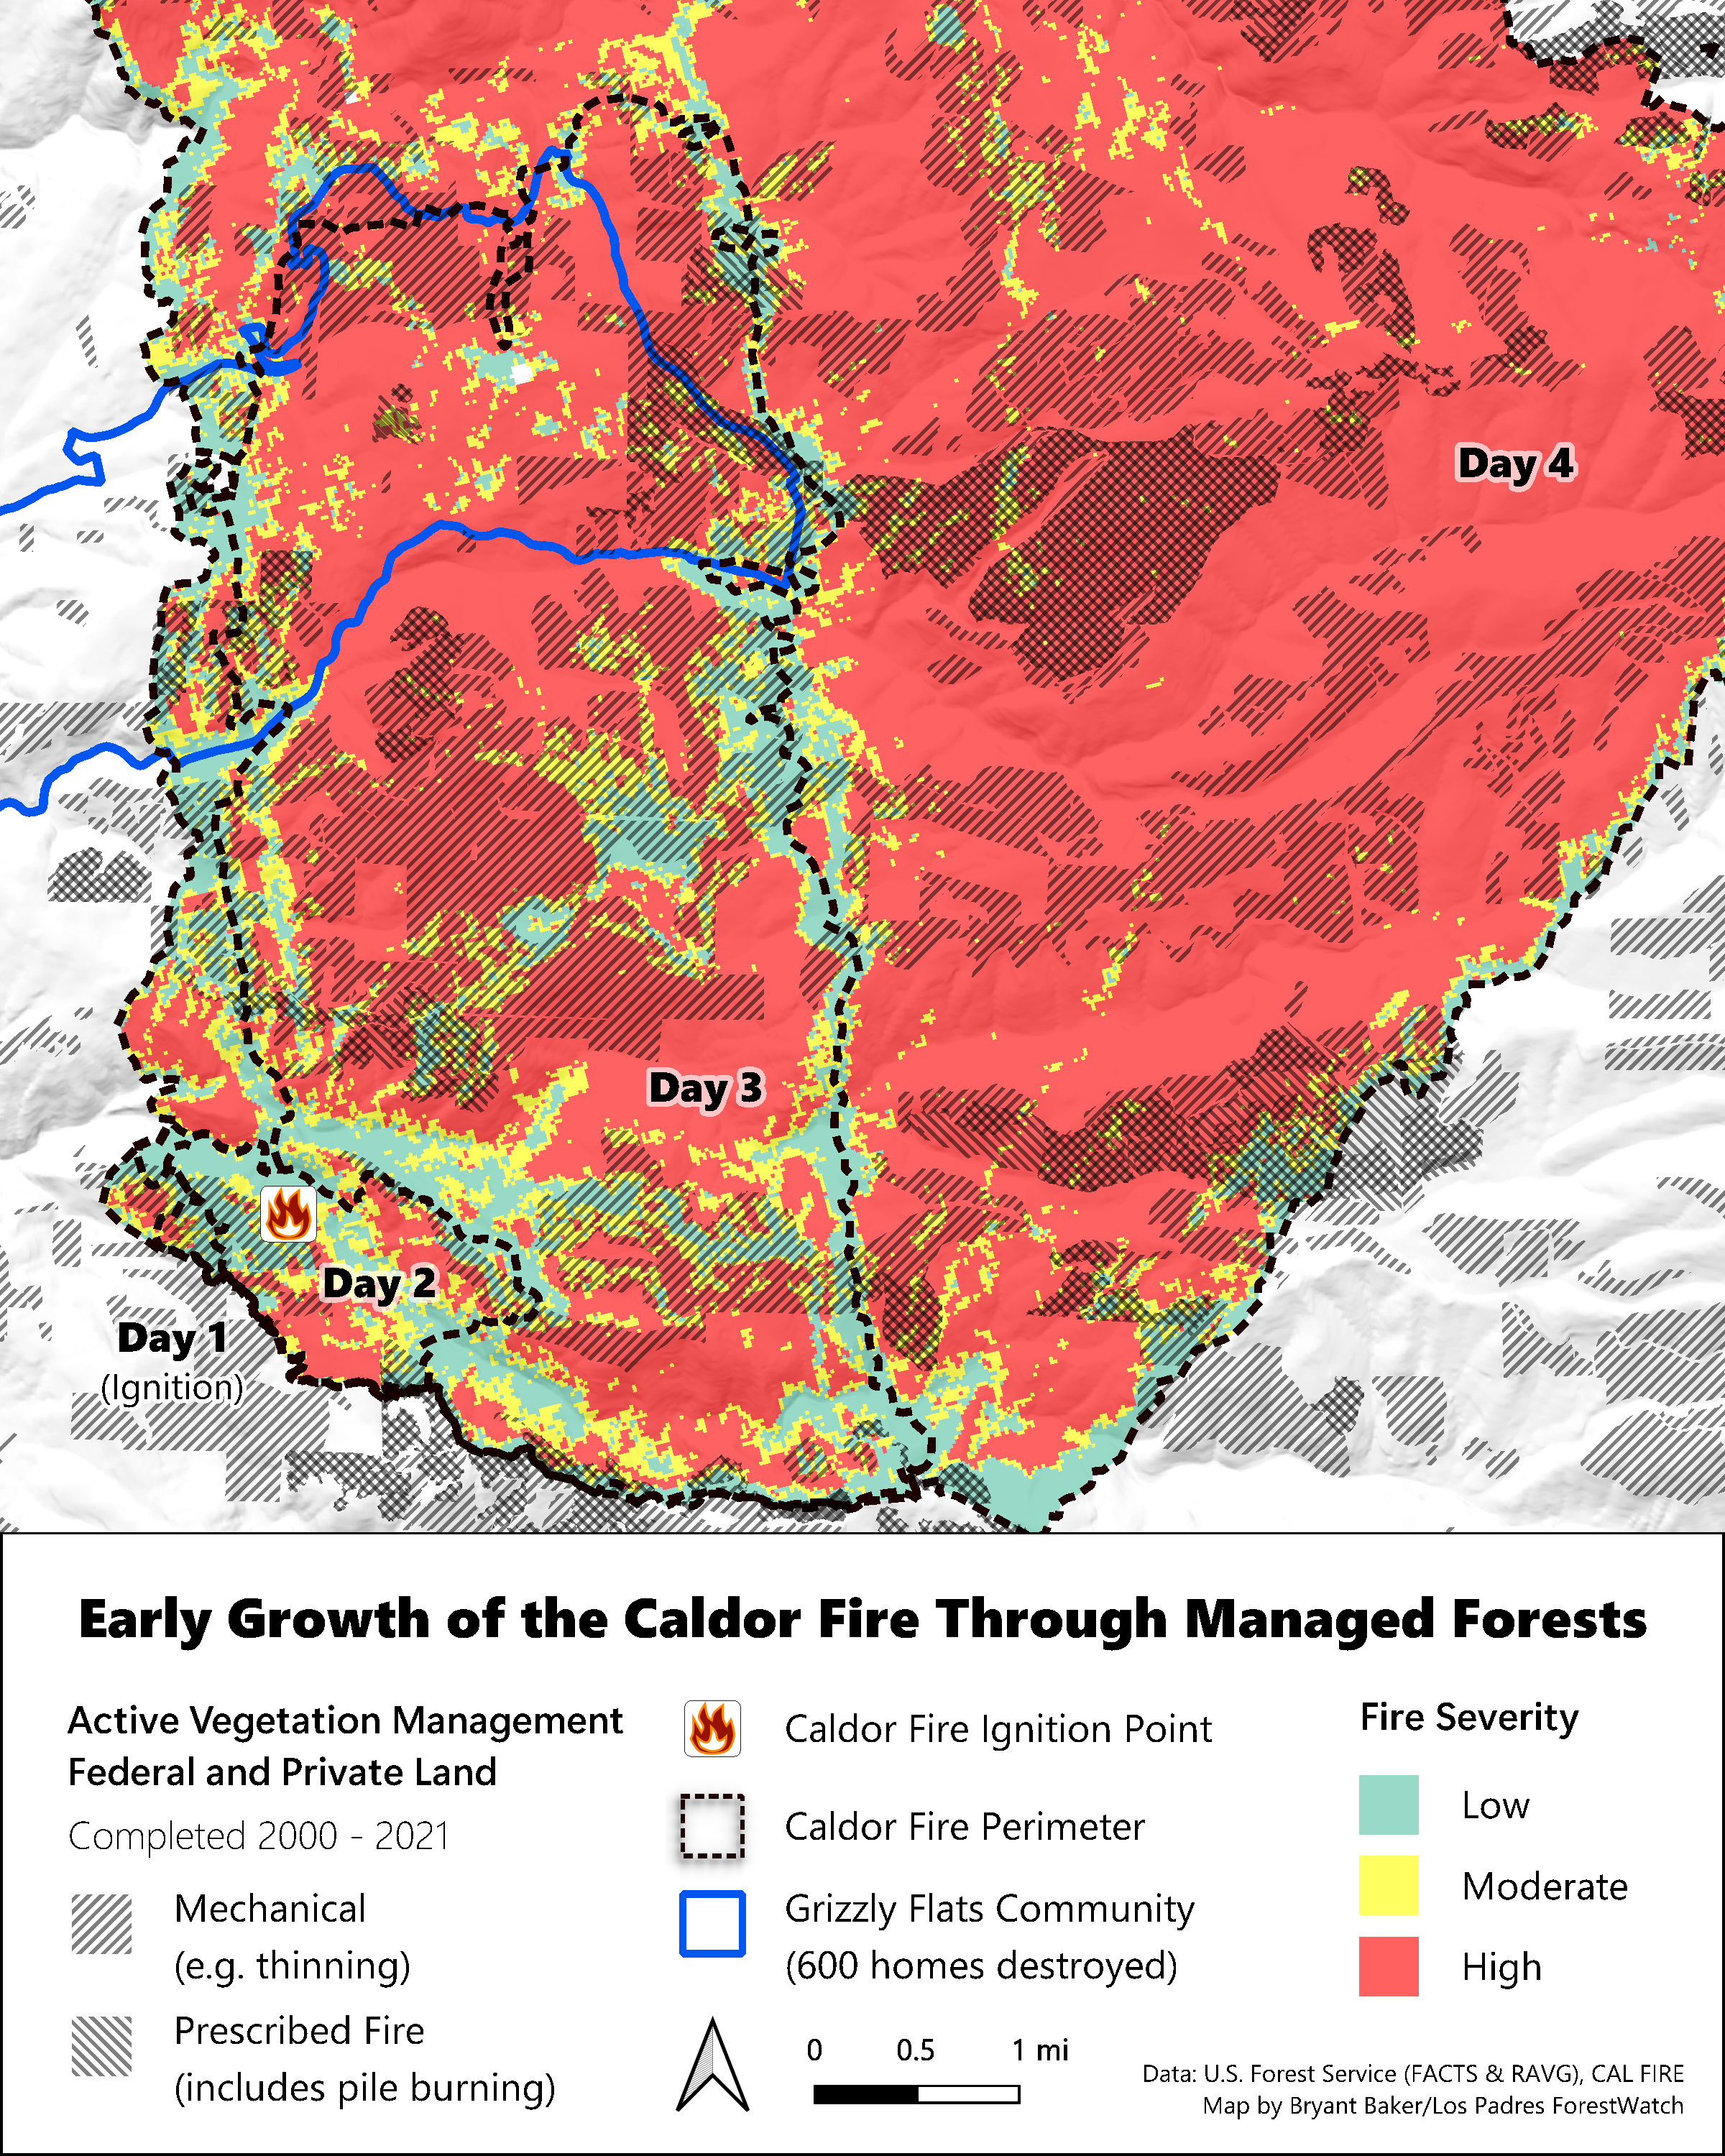 Day 4
Day 3
Day 2
Day 1
(Ignition)
Early Growth of the Caldor Fire Through Managed Forests
Active Vegetation Management
Federal and Private Land
Completed 2000 - 2021
Mechanical
(e.g. thinning)
Prescribed Fire
(includes pile burning)
Caldor Fire Ignition Point
Caldor Fire Perimeter
Grizzly Flats Community
(600 homes destroyed)
0 0.5 1 mi
Fire Severity
Low
Moderate
High
Data: U.S. Forest Service (FACTS & RAVG), CAL FIRE
Map by Bryant Baker/Los Padres ForestWatch